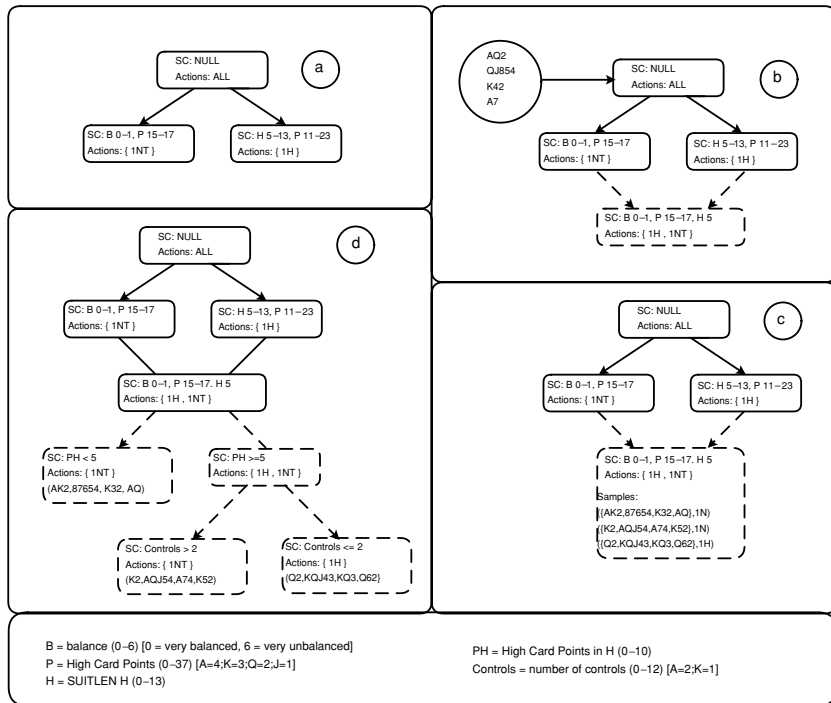 SC: NULL
Actions: ALL
a
SC: B 0−1, P 15−17
Actions: { 1NT }
SC: H 5−13, P 11−23
Actions: { 1H }
AQ2
QJ854
K42
A7
SC: NULL
Actions: ALL
b
SC: B 0−1, P 15−17
Actions: { 1NT }
SC: H 5−13, P 11−23
Actions: { 1H }
SC: B 0−1, P 15−17, H 5
Actions: { 1H , 1NT }
SC: NULL
Actions: ALL
d
SC: B 0−1, P 15−17
Actions: { 1NT }
SC: H 5−13, P 11−23
Actions: { 1H }
SC: B 0−1, P 15−17. H 5
Actions: { 1H , 1NT }
SC: PH < 5
Actions: { 1NT }
(AK2,87654, K32, AQ)
SC: PH >=5
Actions: { 1H , 1NT }
SC: Controls > 2
Actions: { 1NT }
(K2,AQJ54,A74,K52)
SC: Controls <= 2
Actions: { 1H }
(Q2,KQJ43,KQ3,Q62}
SC: NULL
Actions: ALL
c
SC: B 0−1, P 15−17
Actions: { 1NT }
SC: H 5−13, P 11−23
Actions: { 1H }
SC: B 0−1, P 15−17. H 5
Actions: { 1H , 1NT }
Samples:
({AK2,87654,K32,AQ},1N)
({K2,AQJ54,A74,K52},1N)
({Q2,KQJ43,KQ3,Q62},1H)
B = balance (0−6) [0 = very balanced, 6 = very unbalanced]
P = High Card Points (0−37) [A=4;K=3;Q=2;J=1]
H = SUITLEN H (0−13)
PH = High Card Points in H (0−10)
Controls = number of controls (0−12) [A=2;K=1]